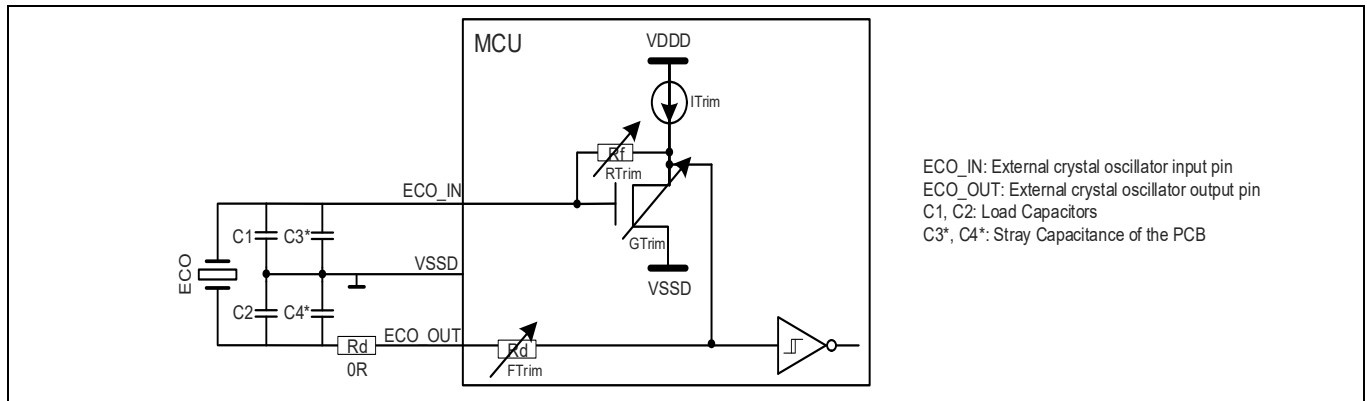 MCU
VDDD
ITrim
Rf
RTrim
ECO_IN
GTrim
C1
C3*
VSSD
VSSD
ECO
C2
C4*
ECO_OUT
Rd
0R
Rd
FTrim
ECO_IN: External crystal oscillator input pin
ECO_OUT: External crystal oscillator output pin
C1, C2: Load Capacitors
C3*, C4*: Stray Capacitance of the PCB